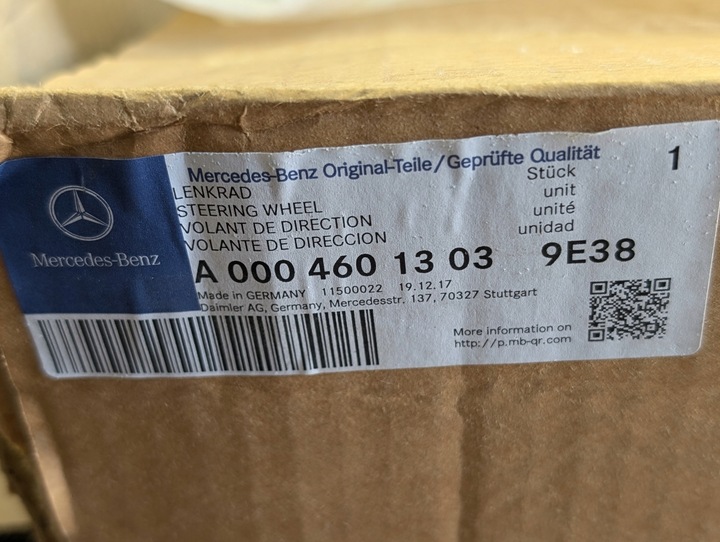 Mercedes-Benz Original-Teile/Geprüfte Qualität
1
LENKRAD
STEERING WHEEL
VOLANT DE DIRECTION
VOLANTE DE DIRECCION
Stück
unit
unité
unidad
Mercedes-Benz
A 000 460 13 03 9E38
Made in GERMANY 11500022 19.12.17
Daimler AG, Germany, Mercedesstr. 137, 70327 Stuttgart
More information on
http://p.mb-qr.com